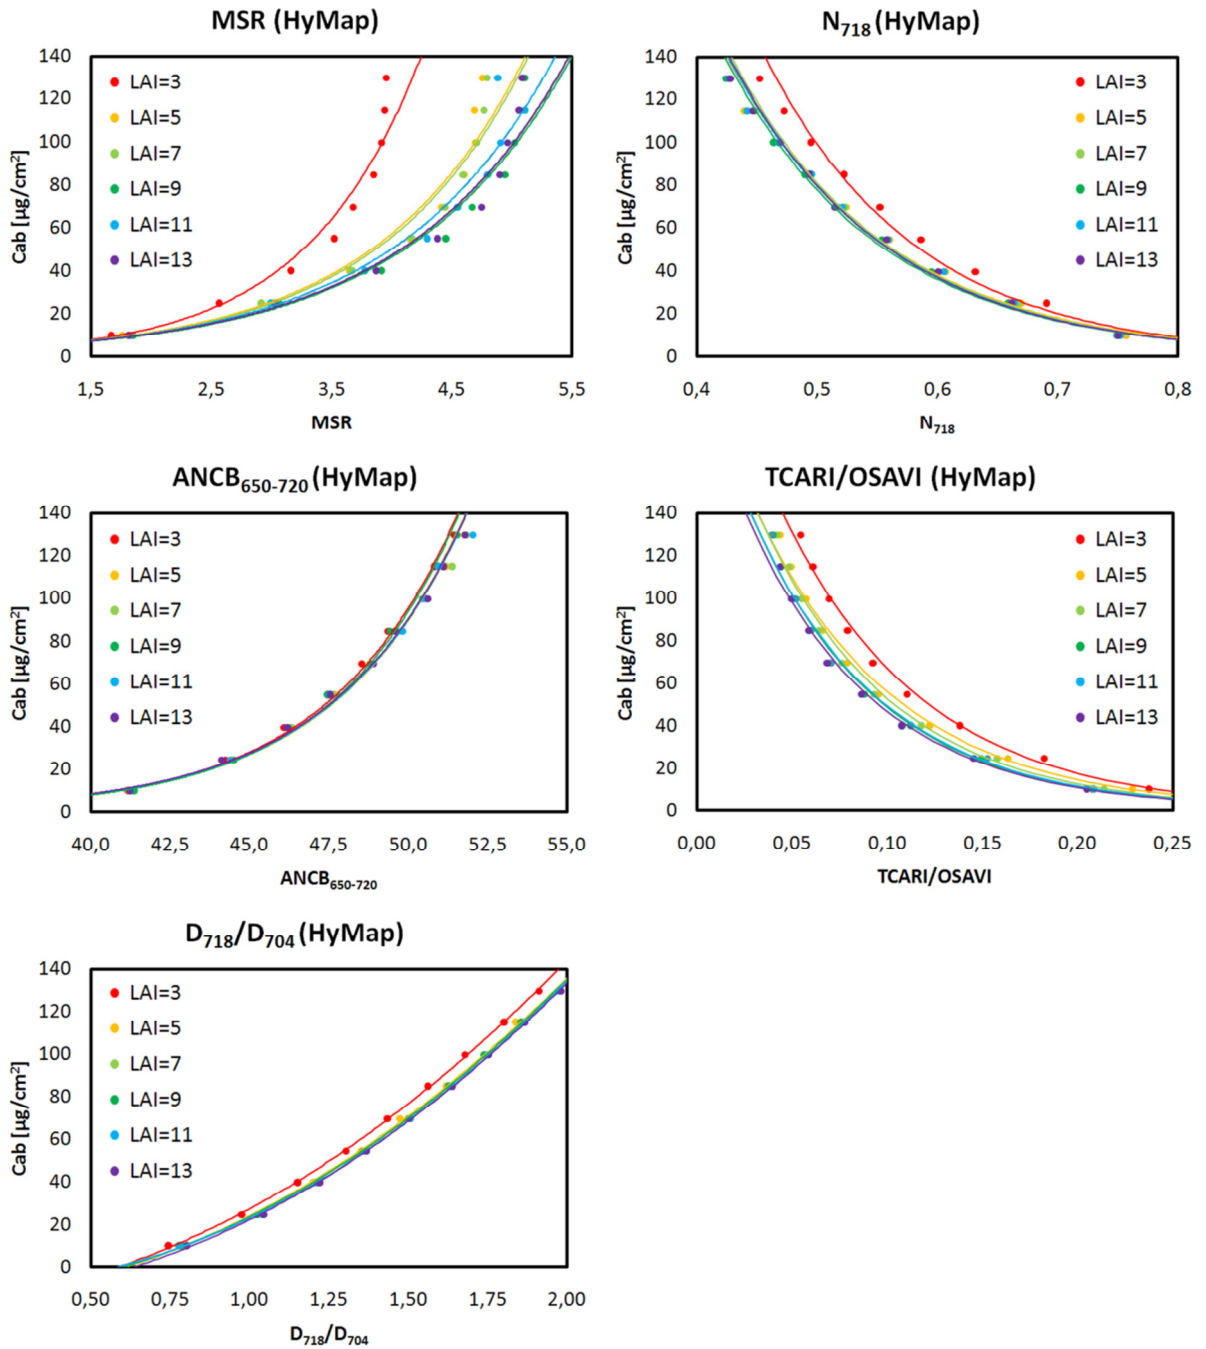 MSR (HyMap)
Cab [µg/cm²]
140
120
100
80
60
40
20
0
LAI=3
LAI=5
LAI=7
LAI=9
LAI=11
LAI=13
1,5 2,5 3,5 4,5 5,5
MSR
N718 (HyMap)
Cab [µg/cm²]
140
120
100
80
60
40
20
0
LAI=3
LAI=5
LAI=7
LAI=9
LAI=11
LAI=13
0,4 0,5 0,6 0,7 0,8
N718
ANCB650-720 (HyMap)
Cab [µg/cm²]
140
120
100
80
60
40
20
0
LAI=3
LAI=5
LAI=7
LAI=9
LAI=11
LAI=13
40,0 42,5 45,0 47,5 50,0 52,5 55,0
ANCB650-720
TCARI/OSAVI (HyMap)
Cab [µg/cm²]
140
120
100
80
60
40
20
0
LAI=3
LAI=5
LAI=7
LAI=9
LAI=11
LAI=13
0,00 0,05 0,10 0,15 0,20 0,25
TCARI/OSAVI
D718/D704 (HyMap)
Cab [µg/cm²]
140
120
100
80
60
40
20
0
LAI=3
LAI=5
LAI=7
LAI=9
LAI=11
LAI=13
0,50 0,75 1,00 1,25 1,50 1,75 2,00
D718/D704